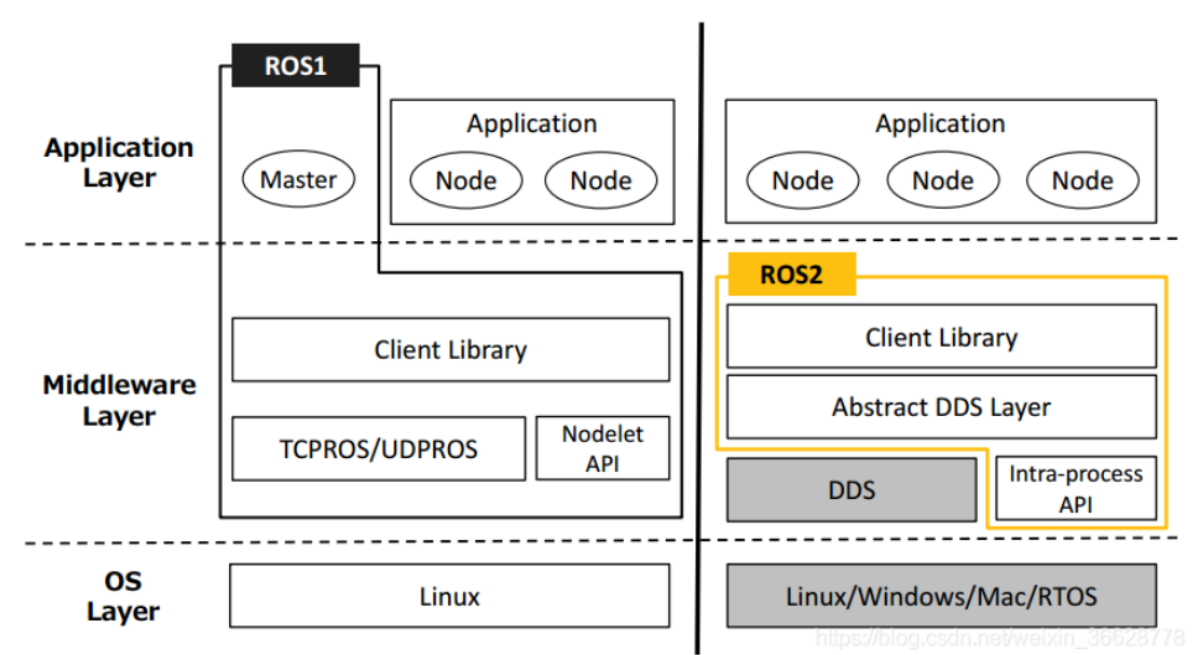 ROS1
Application
Layer
Master
Application
Node
Node
Application
Node
Node
Node
Middleware
Layer
Client Library
TCPROS/UDPROS
Nodelet
API
ROS2
Client Library
Abstract DDS Layer
DDS
Intra-process
API
OS
Layer
Linux
Linux/Windows/Mac/RTOS
https://blog.csdn.net/weixin_36628778